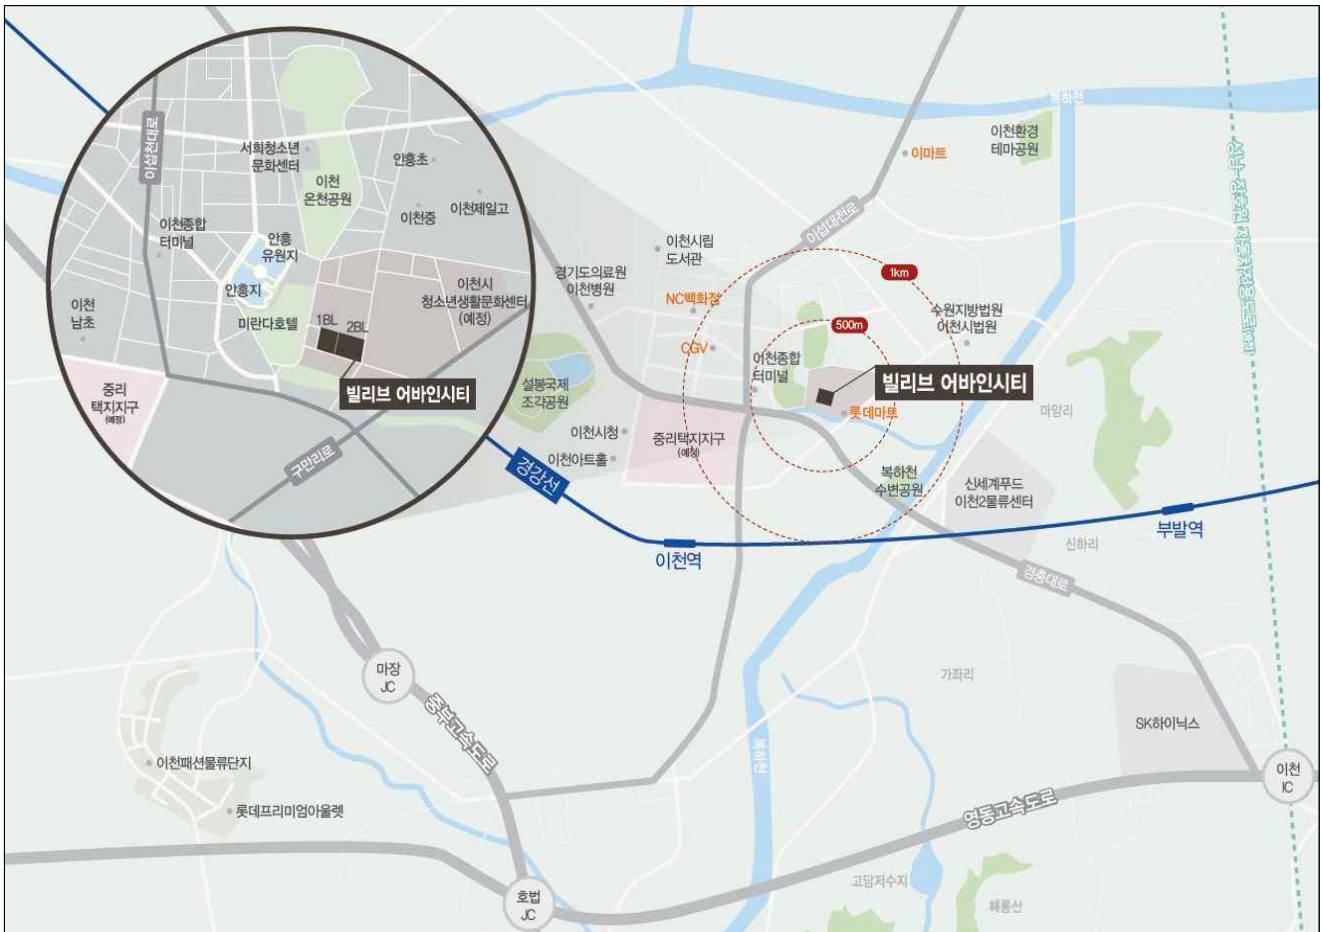 이섭천대로
서희청소년
문화센터
안흥초
이천
온천공원
이천중
이천제일고
이천종합
터미널
안흥
유원지
안흥지
이천
남초
미란다호텔
1BL
2BL
이천시
청소년생활문화센터
(예정)
빌리브 어바인시티
중리
택지지구
(예정)
구만리로
복하천
이천환경
테마공원
이마트
이섭대천로
이천시립
도서관
경기도의료원
이천병원
NC백화점
CGV
1km
500m
수원지방법원
이천시법원
이천종합
터미널
빌리브 어바인시티
롯데마트
설봉국제
조각공원
이천시청
이천아트홀
중리택지지구
(예정)
마암리
복하천
수변공원
신세계푸드
이천2물류센터
경강선
이천역
부발역
신하리
경충대로
마장
JC
중부고속도로
가좌리
SK하이닉스
복하천
이천패션물류단지
롯데프리미엄아울렛
이천
IC
영동고속도로
호법
JC
고담저수지
해룡산